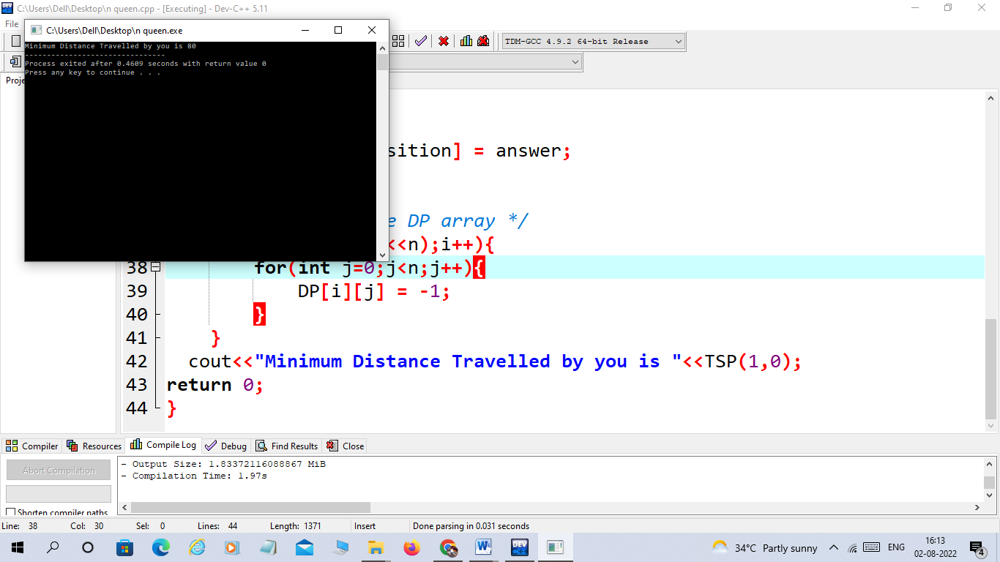 C:\Users\Dell\Desktop\n queen.cpp - [Executing] - Dev-C++ 5.11
File
C:\Users\Dell\Desktop\n queen.exe
TDM-GCC 4.9.2 64-bit Release
Minimum Distance Travelled by you is 80
--------------------------------
Process exited after 0.4609 seconds with return value 0
Press any key to continue . . .
Proje
sition] = answer;
e DP array */
<<n);i++){
38 for(int j=0;j<n;j++){
39 DP[i][j] = -1;
40 }
41 }
42 cout<<"Minimum Distance Travelled by you is "<<TSP(1,0);
43 return 0;
44 }
Compiler Resources Compile Log Debug Find Results Close
Abort Compilation
- Output Size: 1.83372116088867 MiB
- Compilation Time: 1.97s
Shorten compiler paths
Line: 38 Col: 30 Sel: 0 Lines: 44 Length: 1371 Insert Done parsing in 0.031 seconds
34°C Partly sunny ENG 16:13
02-08-2022
4